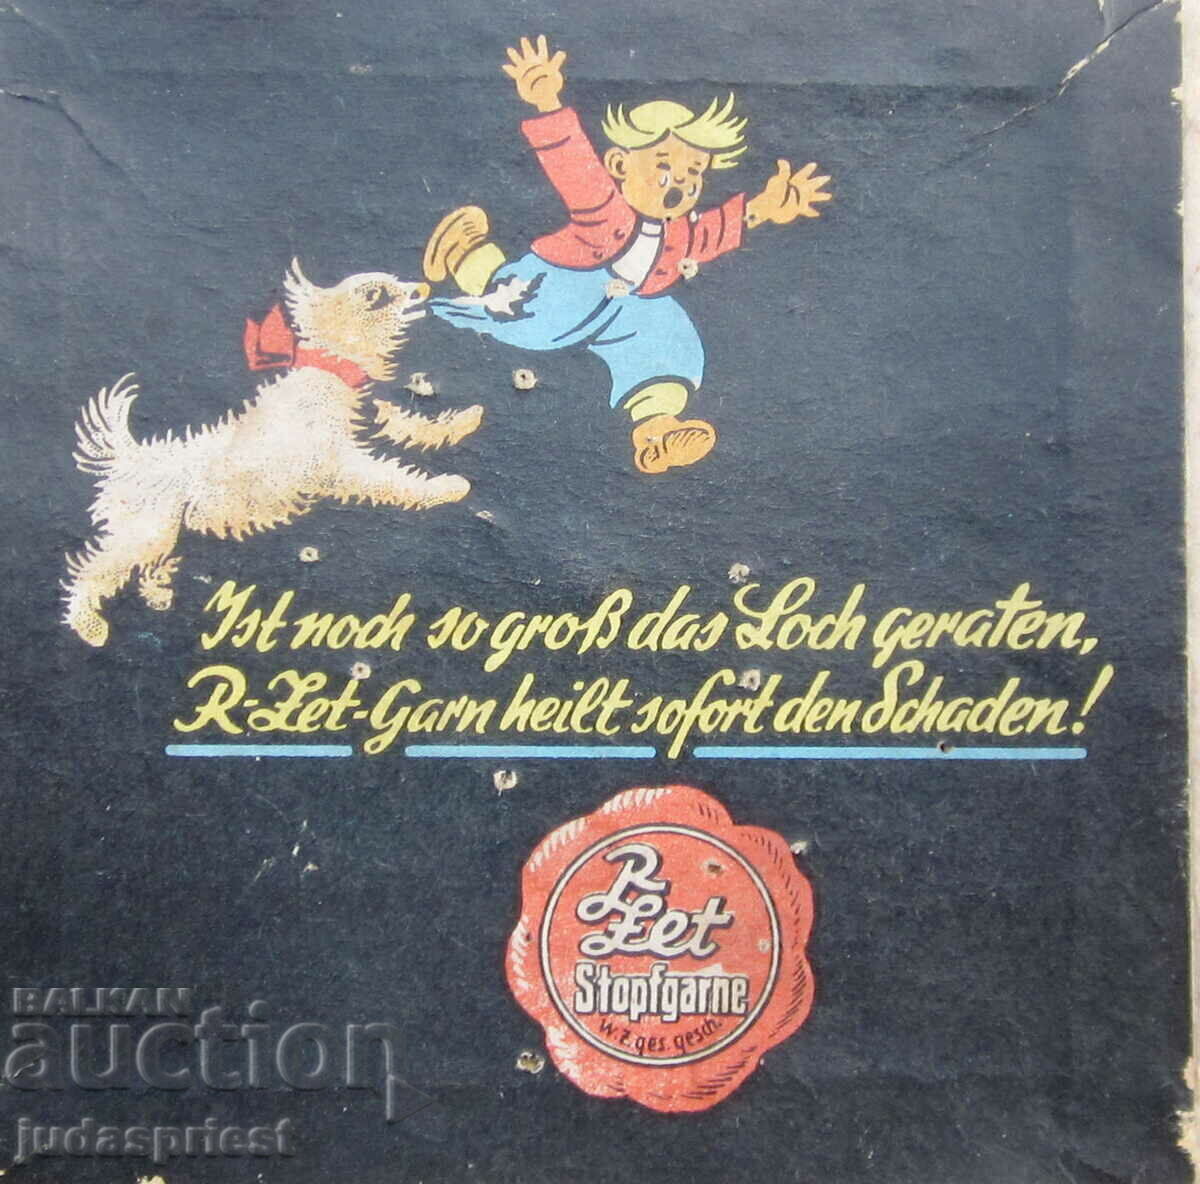 Ist noch so groß das Loch geraten,
R-Zet-Garn heilt sofort den Schaden!
R
Zet
Stopfgarne
W.Z. ges. gesch.
BALKAN
auction
judaspriest